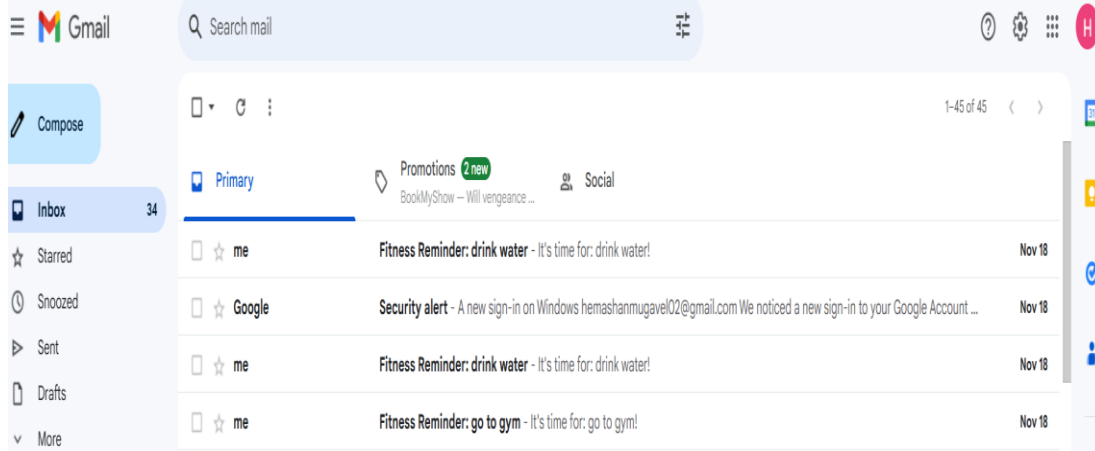 Gmail
Search mail
H
Compose
1–45 of 45
31
Primary
Promotions 2 new
BookMyShow — Will vengeance ...
Social
Inbox 34
me Fitness Reminder: drink water - It's time for: drink water! Nov 18
Starred
Google Security alert - A new sign-in on Windows hemashanmugavel02@gmail.com We noticed a new sign-in to your Google Account ... Nov 18
Snoozed
Sent
me Fitness Reminder: drink water - It's time for: drink water! Nov 18
Drafts
me Fitness Reminder: go to gym - It's time for: go to gym! Nov 18
More